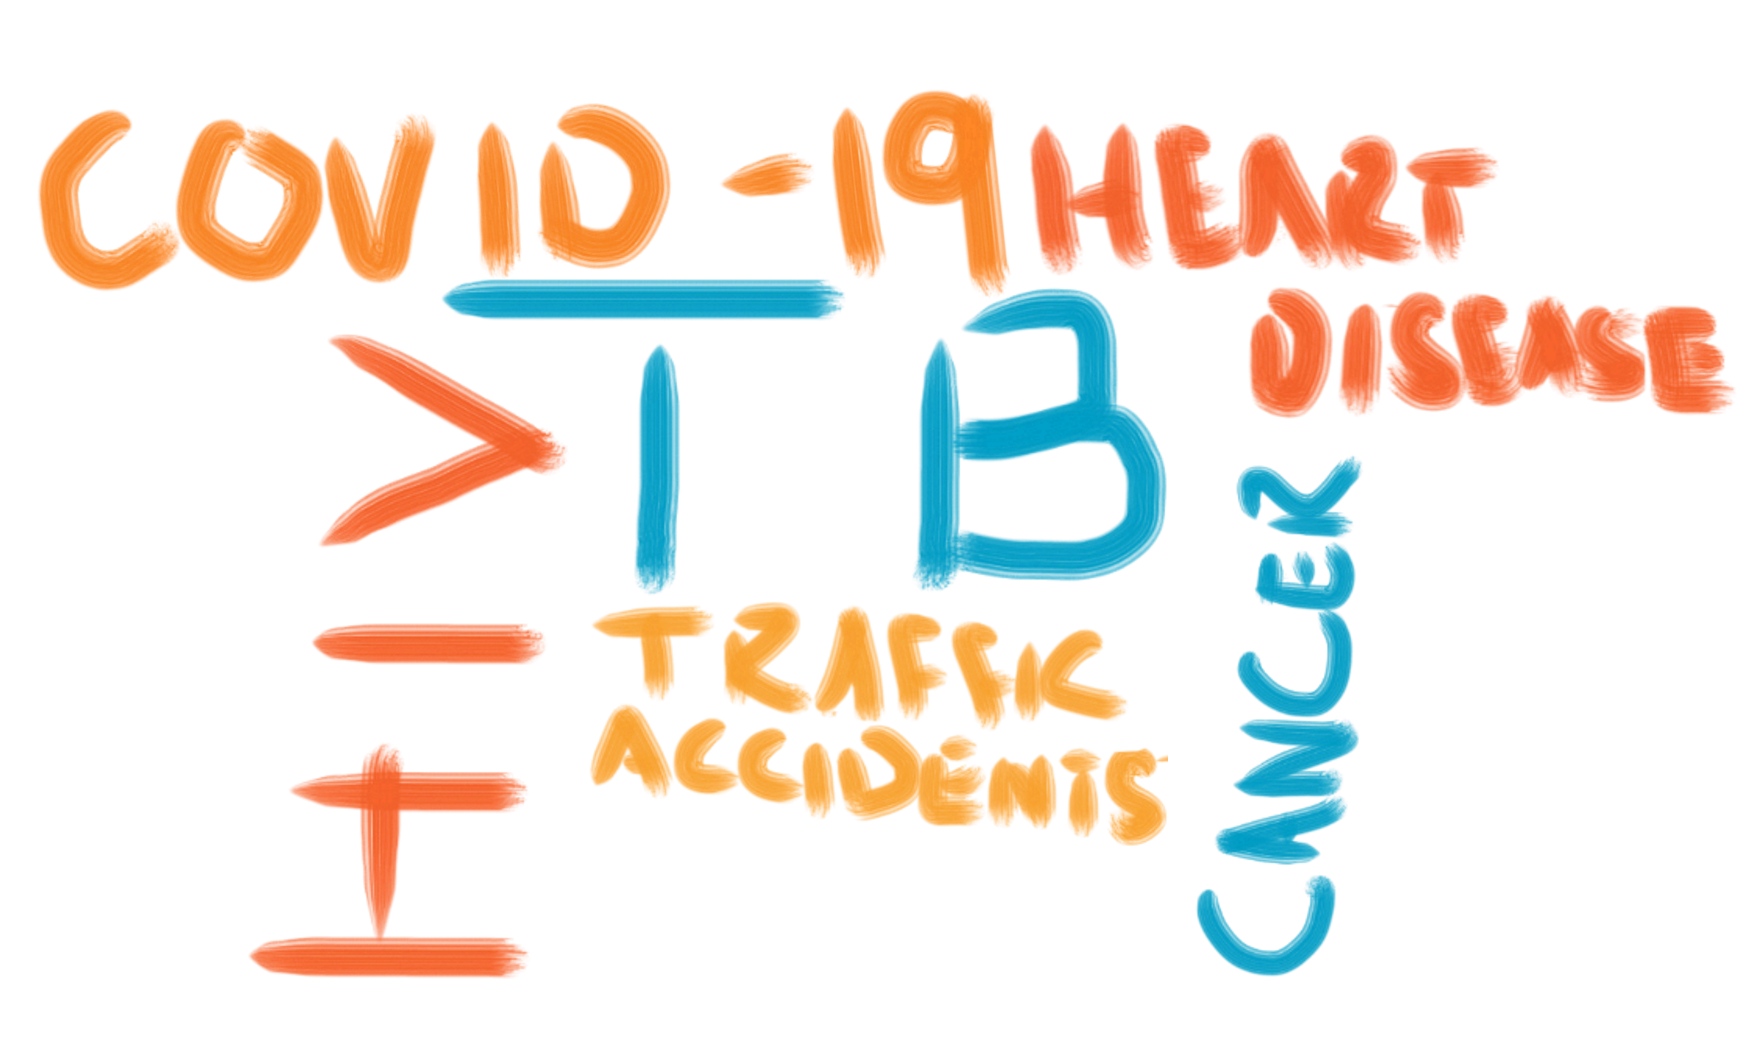 COVID-19 HEART
DISEASE
TB
HIV
TRAFFIC
ACCIDENTS
CANCER